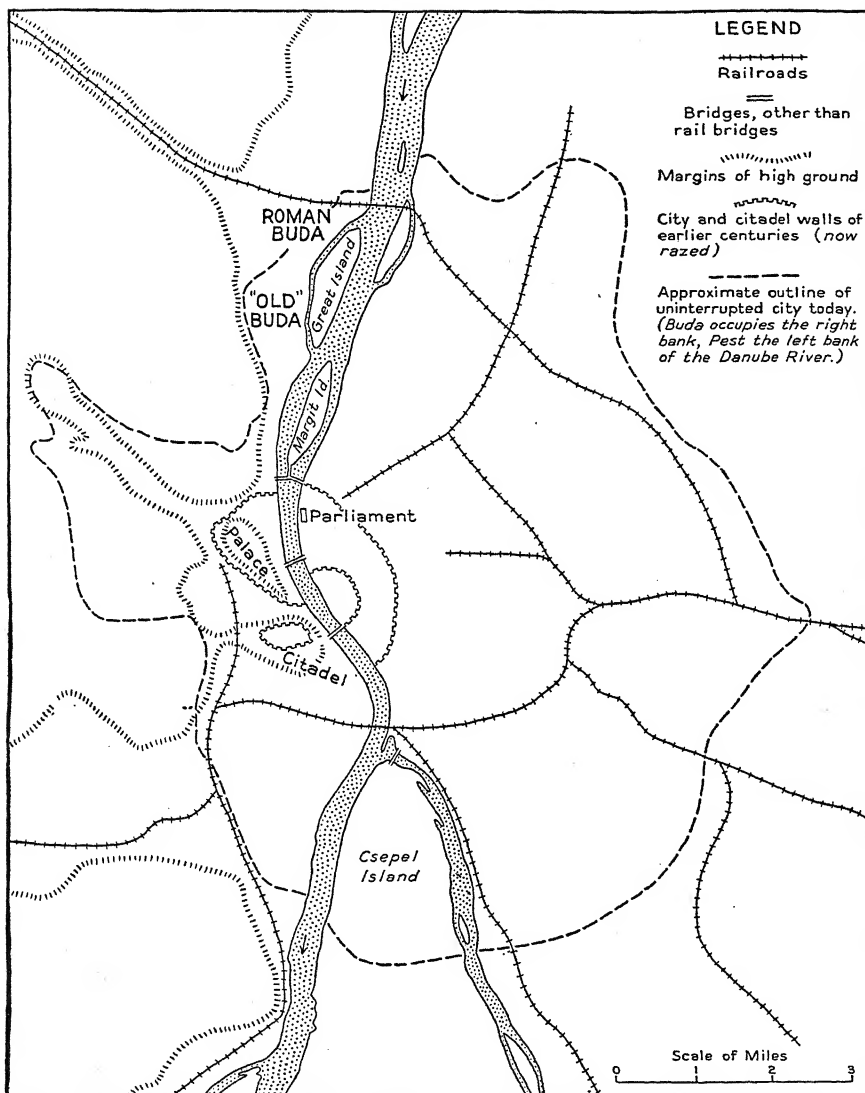 LEGEND
Railroads
Bridges, other than
rail bridges
Margins of high ground
City and citadel walls of
earlier centuries (now
razed)
Approximate outline of
uninterrupted city today.
(Buda occupies the right
bank, Pest the left bank
of the Danube River.)
ROMAN
BUDA
"OLD"
BUDA
Great Island
Margit Id
Parliament
Palace
Citadel
Csepel
Island
Scale of Miles
0 1 2 3